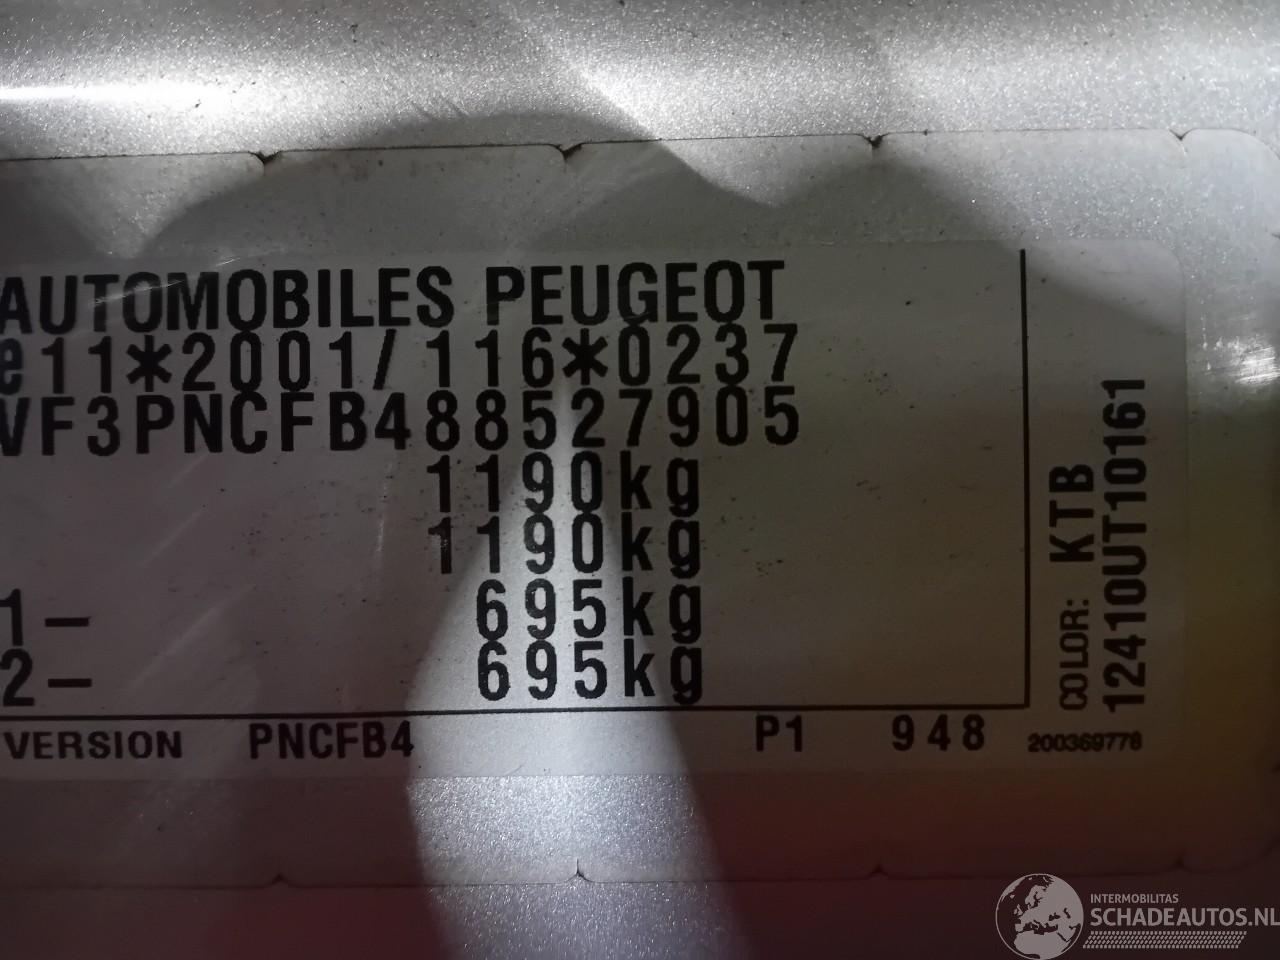 AUTOMOBILES PEUGEOT
e11*2001/116*0237
VF3PNCFB488527905
1190kg
1190kg
1- 695kg
2- 695kg
VERSION PNCFB4 P1 948
COLOR: KTB
12410UT10161
200369778
INTERMOBILITAS
SCHADEAUTOS.NL